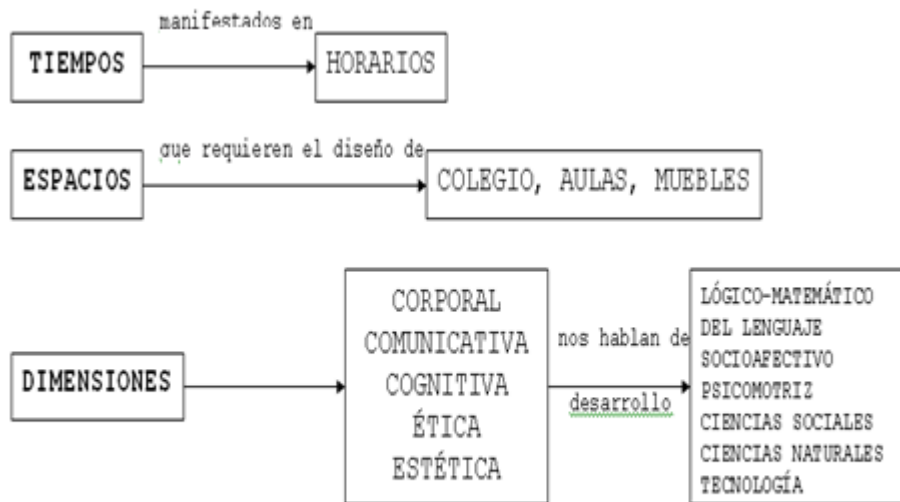 manifestados en
TIEMPOS
HORARIOS
que requieren el diseño de
ESPACIOS
COLEGIO, AULAS, MUEBLES
DIMENSIONES
CORPORAL
COMUNICATIVA
COGNITIVA
ÉTICA
ESTÉTICA
nos hablan de
desarrollo
LÓGICO-MATEMÁTICO
DEL LENGUAJE
SOCIOAFECTIVO
PSICOMOTRIZ
CIENCIAS SOCIALES
CIENCIAS NATURALES
TECNOLOGÍA